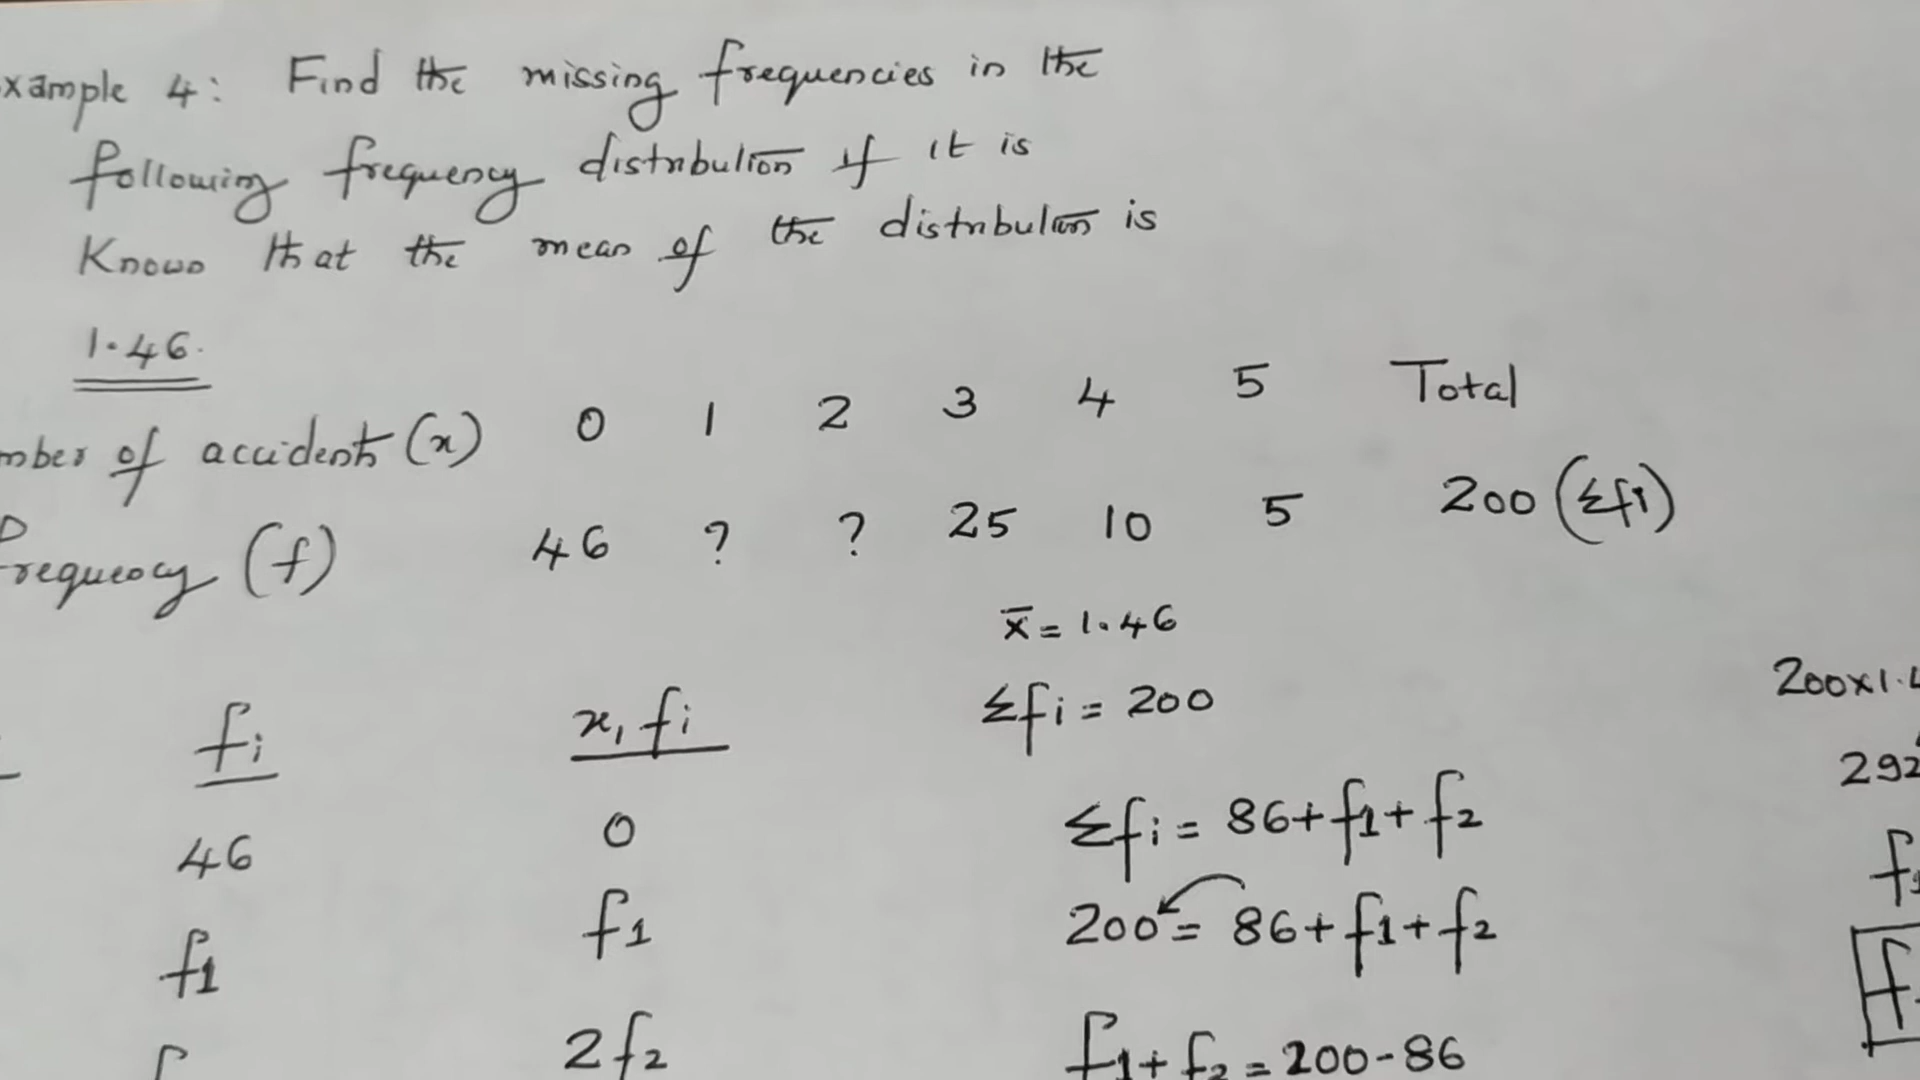 xample 4: Find the missing frequencies in the
following frequency distribution if it is
Known that the mean of the distribution is
1.46.
mber of accidents (x) 0 1 2 3 4 5 Total
requency (f) 46 ? ? 25 10 5 200 (Σfi)
x̄ = 1.46
fi xi fi Σfi = 200 200×1.4
46 0 Σfi = 86+f1+f2 292
f1 f1 200 = 86+f1+f2
2f2 f1+f2 = 200-86